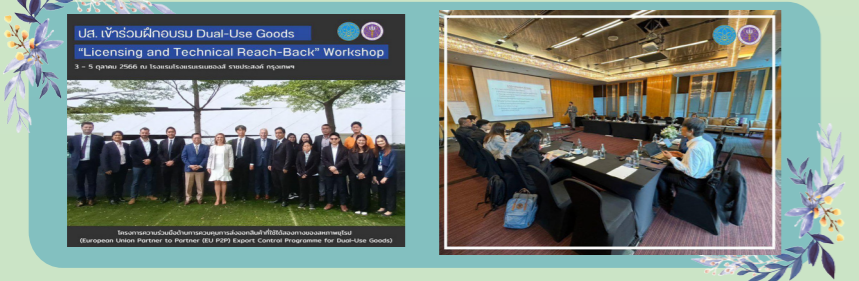 ปส. เข้าร่วมฝึกอบรม Dual-Use Goods
"Licensing and Technical Reach-Back" Workshop
3 - 5 ตุลาคม 2566 ณ โรงแรมโรงแรมเรเนซองส์ ราชประสงค์ กรุงเทพฯ
โครงการความร่วมมือด้านการควบคุมการส่งออกสินค้าที่ใช้ได้สองทางของสหภาพยุโรป
(European Union Partner to Partner (EU P2P) Export Control Programme for Dual-Use Goods)